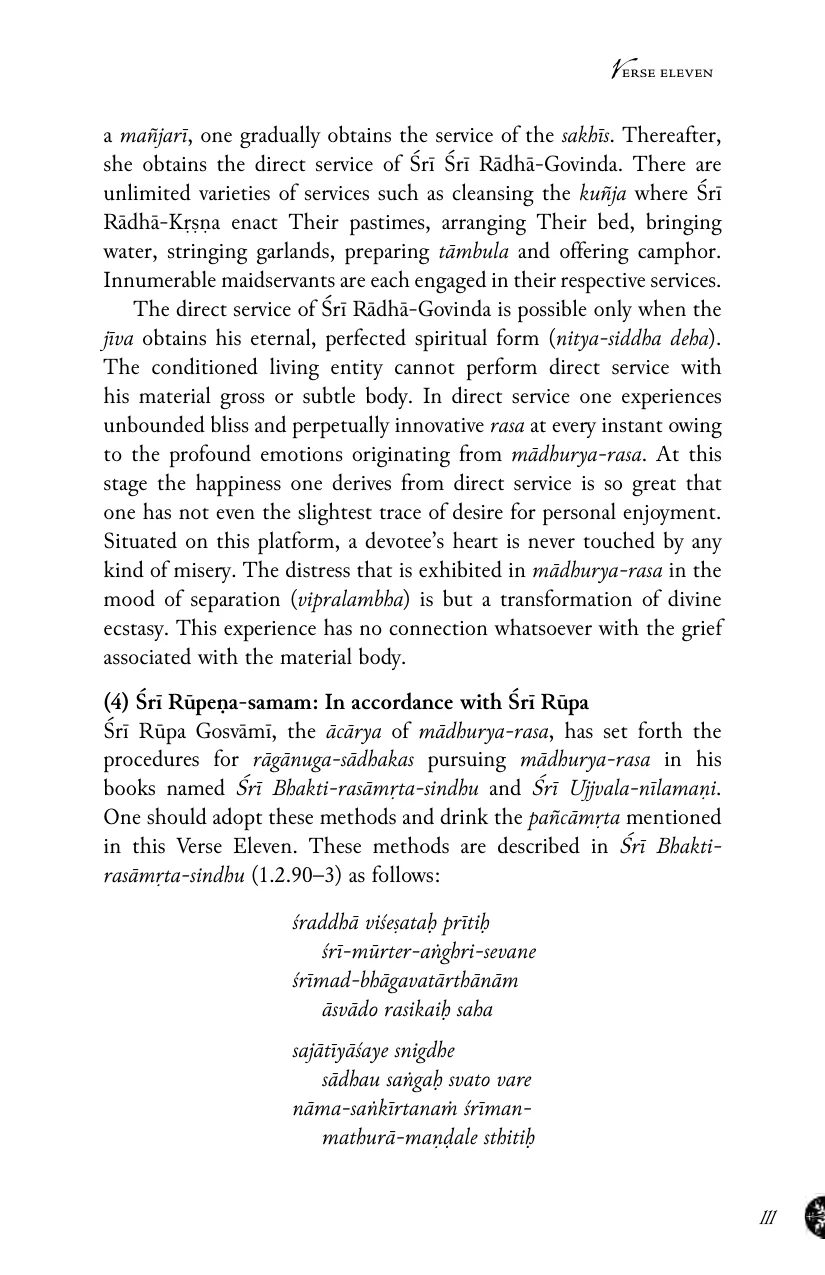 VERSE ELEVEN
a mañjarī, one gradually obtains the service of the sakhīs. Thereafter,
she obtains the direct service of Śrī Śrī Rādhā-Govinda. There are
unlimited varieties of services such as cleansing the kuñja where Śrī
Rādhā-Kṛṣṇa enact Their pastimes, arranging Their bed, bringing
water, stringing garlands, preparing tāmbula and offering camphor.
Innumerable maidservants are each engaged in their respective services.
The direct service of Śrī Rādhā-Govinda is possible only when the
jīva obtains his eternal, perfected spiritual form (nitya-siddha deha).
The conditioned living entity cannot perform direct service with
his material gross or subtle body. In direct service one experiences
unbounded bliss and perpetually innovative rasa at every instant owing
to the profound emotions originating from mādhurya-rasa. At this
stage the happiness one derives from direct service is so great that
one has not even the slightest trace of desire for personal enjoyment.
Situated on this platform, a devotee’s heart is never touched by any
kind of misery. The distress that is exhibited in mādhurya-rasa in the
mood of separation (vipralambha) is but a transformation of divine
ecstasy. This experience has no connection whatsoever with the grief
associated with the material body.
(4) Śrī Rūpeṇa-samam: In accordance with Śrī Rūpa
Śrī Rūpa Gosvāmī, the ācārya of mādhurya-rasa, has set forth the
procedures for rāgānuga-sādhakas pursuing mādhurya-rasa in his
books named Śrī Bhakti-rasāmṛta-sindhu and Śrī Ujjvala-nīlamaṇi.
One should adopt these methods and drink the pañcāmṛta mentioned
in this Verse Eleven. These methods are described in Śrī Bhakti-
rasāmṛta-sindhu (1.2.90–3) as follows:
śraddhā viśeṣataḥ prītiḥ
śrī-mūrter-aṅghri-sevane
śrīmad-bhāgavatārthānām
āsvādo rasikaiḥ saha
sajātīyāśaye snigdhe
sādhau saṅgaḥ svato vare
nāma-saṅkīrtanaṁ śrīman-
mathurā-maṇḍale sthitiḥ
111